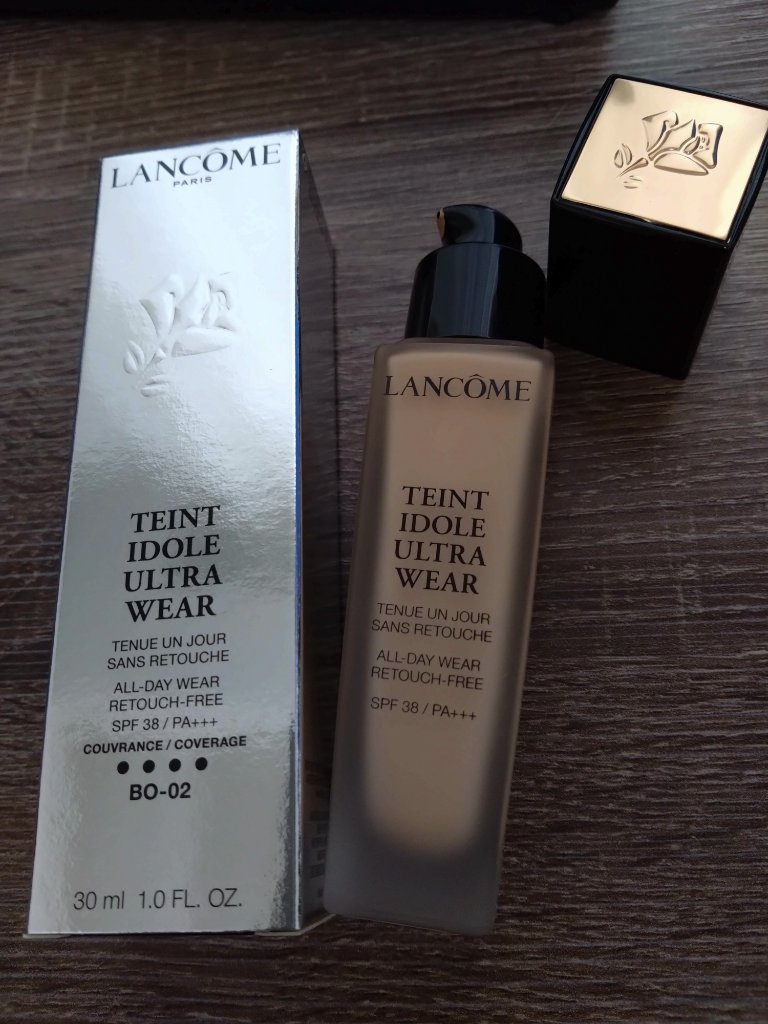 LANCÔME
PARIS
TEINT
IDOLE
ULTRA
WEAR
TENUE UN JOUR
SANS RETOUCHE
ALL-DAY WEAR
RETOUCH-FREE
SPF 38 / PA+++
COUVRANCE / COVERAGE
BO-02
30 ml 1.0 FL. OZ.
LANCÔME
TEINT
IDOLE
ULTRA
WEAR
TENUE UN JOUR
SANS RETOUCHE
ALL-DAY WEAR
RETOUCH-FREE
SPF 38 / PA+++